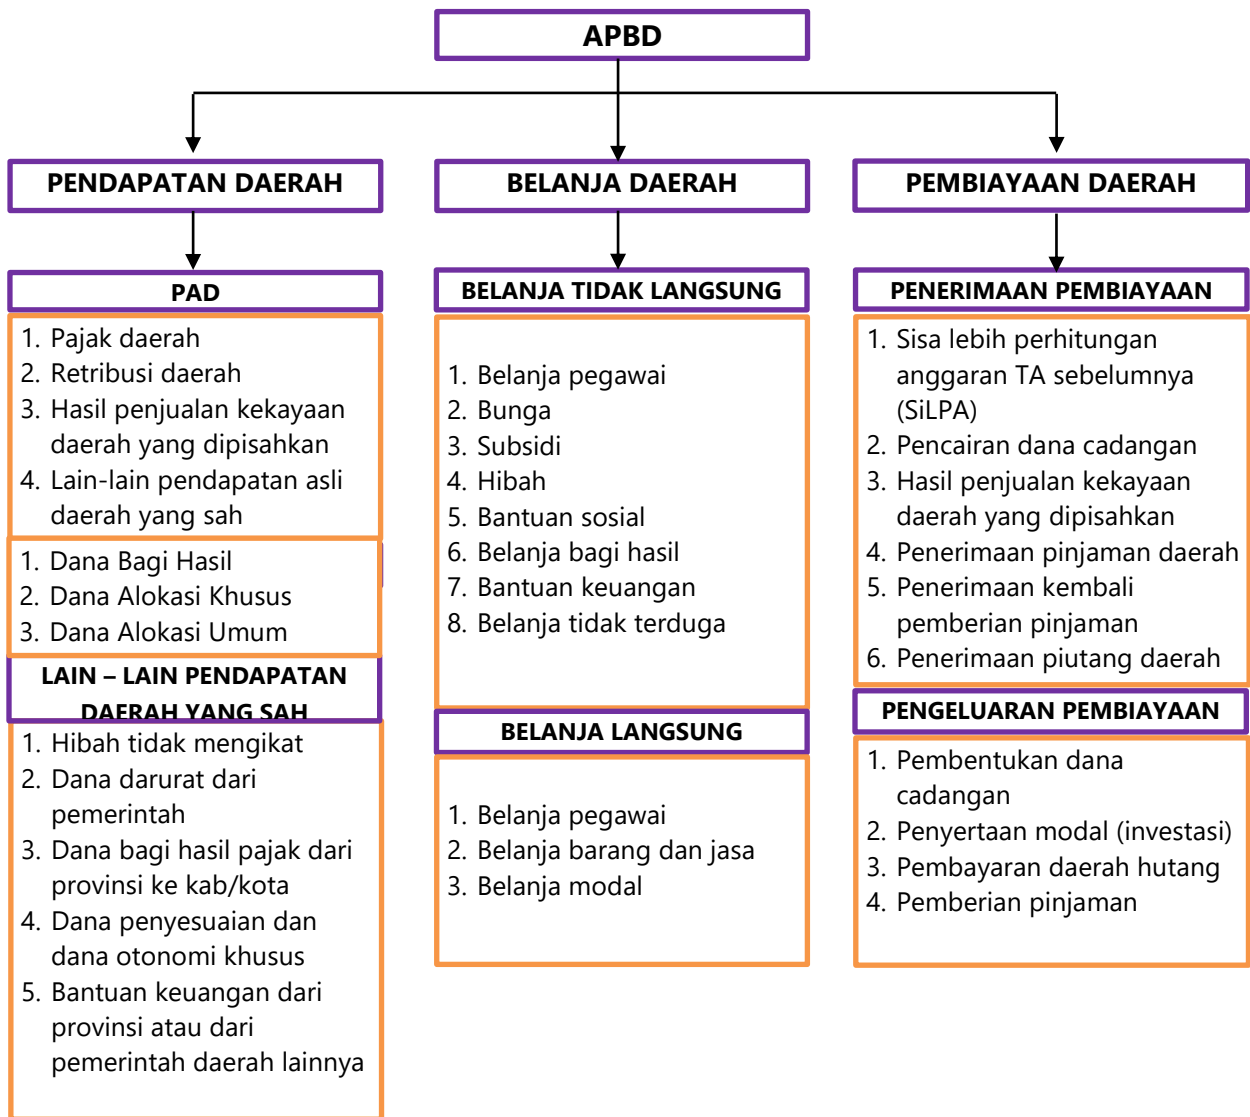 APBD
PENDAPATAN DAERAH
PAD
1. Pajak daerah
2. Retribusi daerah
3. Hasil penjualan kekayaan
daerah yang dipisahkan
4. Lain-lain pendapatan asli
daerah yang sah
1. Dana Bagi Hasil
2. Dana Alokasi Khusus
3. Dana Alokasi Umum
LAIN – LAIN PENDAPATAN
DAERAH YANG SAH
1. Hibah tidak mengikat
2. Dana darurat dari
pemerintah
3. Dana bagi hasil pajak dari
provinsi ke kab/kota
4. Dana penyesuaian dan
dana otonomi khusus
5. Bantuan keuangan dari
provinsi atau dari
pemerintah daerah lainnya
BELANJA DAERAH
BELANJA TIDAK LANGSUNG
1. Belanja pegawai
2. Bunga
3. Subsidi
4. Hibah
5. Bantuan sosial
6. Belanja bagi hasil
7. Bantuan keuangan
8. Belanja tidak terduga
BELANJA LANGSUNG
1. Belanja pegawai
2. Belanja barang dan jasa
3. Belanja modal
PEMBIAYAAN DAERAH
PENERIMAAN PEMBIAYAAN
1. Sisa lebih perhitungan
anggaran TA sebelumnya
(SiLPA)
2. Pencairan dana cadangan
3. Hasil penjualan kekayaan
daerah yang dipisahkan
4. Penerimaan pinjaman daerah
5. Penerimaan kembali
pemberian pinjaman
6. Penerimaan piutang daerah
PENGELUARAN PEMBIAYAAN
1. Pembentukan dana
cadangan
2. Penyertaan modal (investasi)
3. Pembayaran daerah hutang
4. Pemberian pinjaman